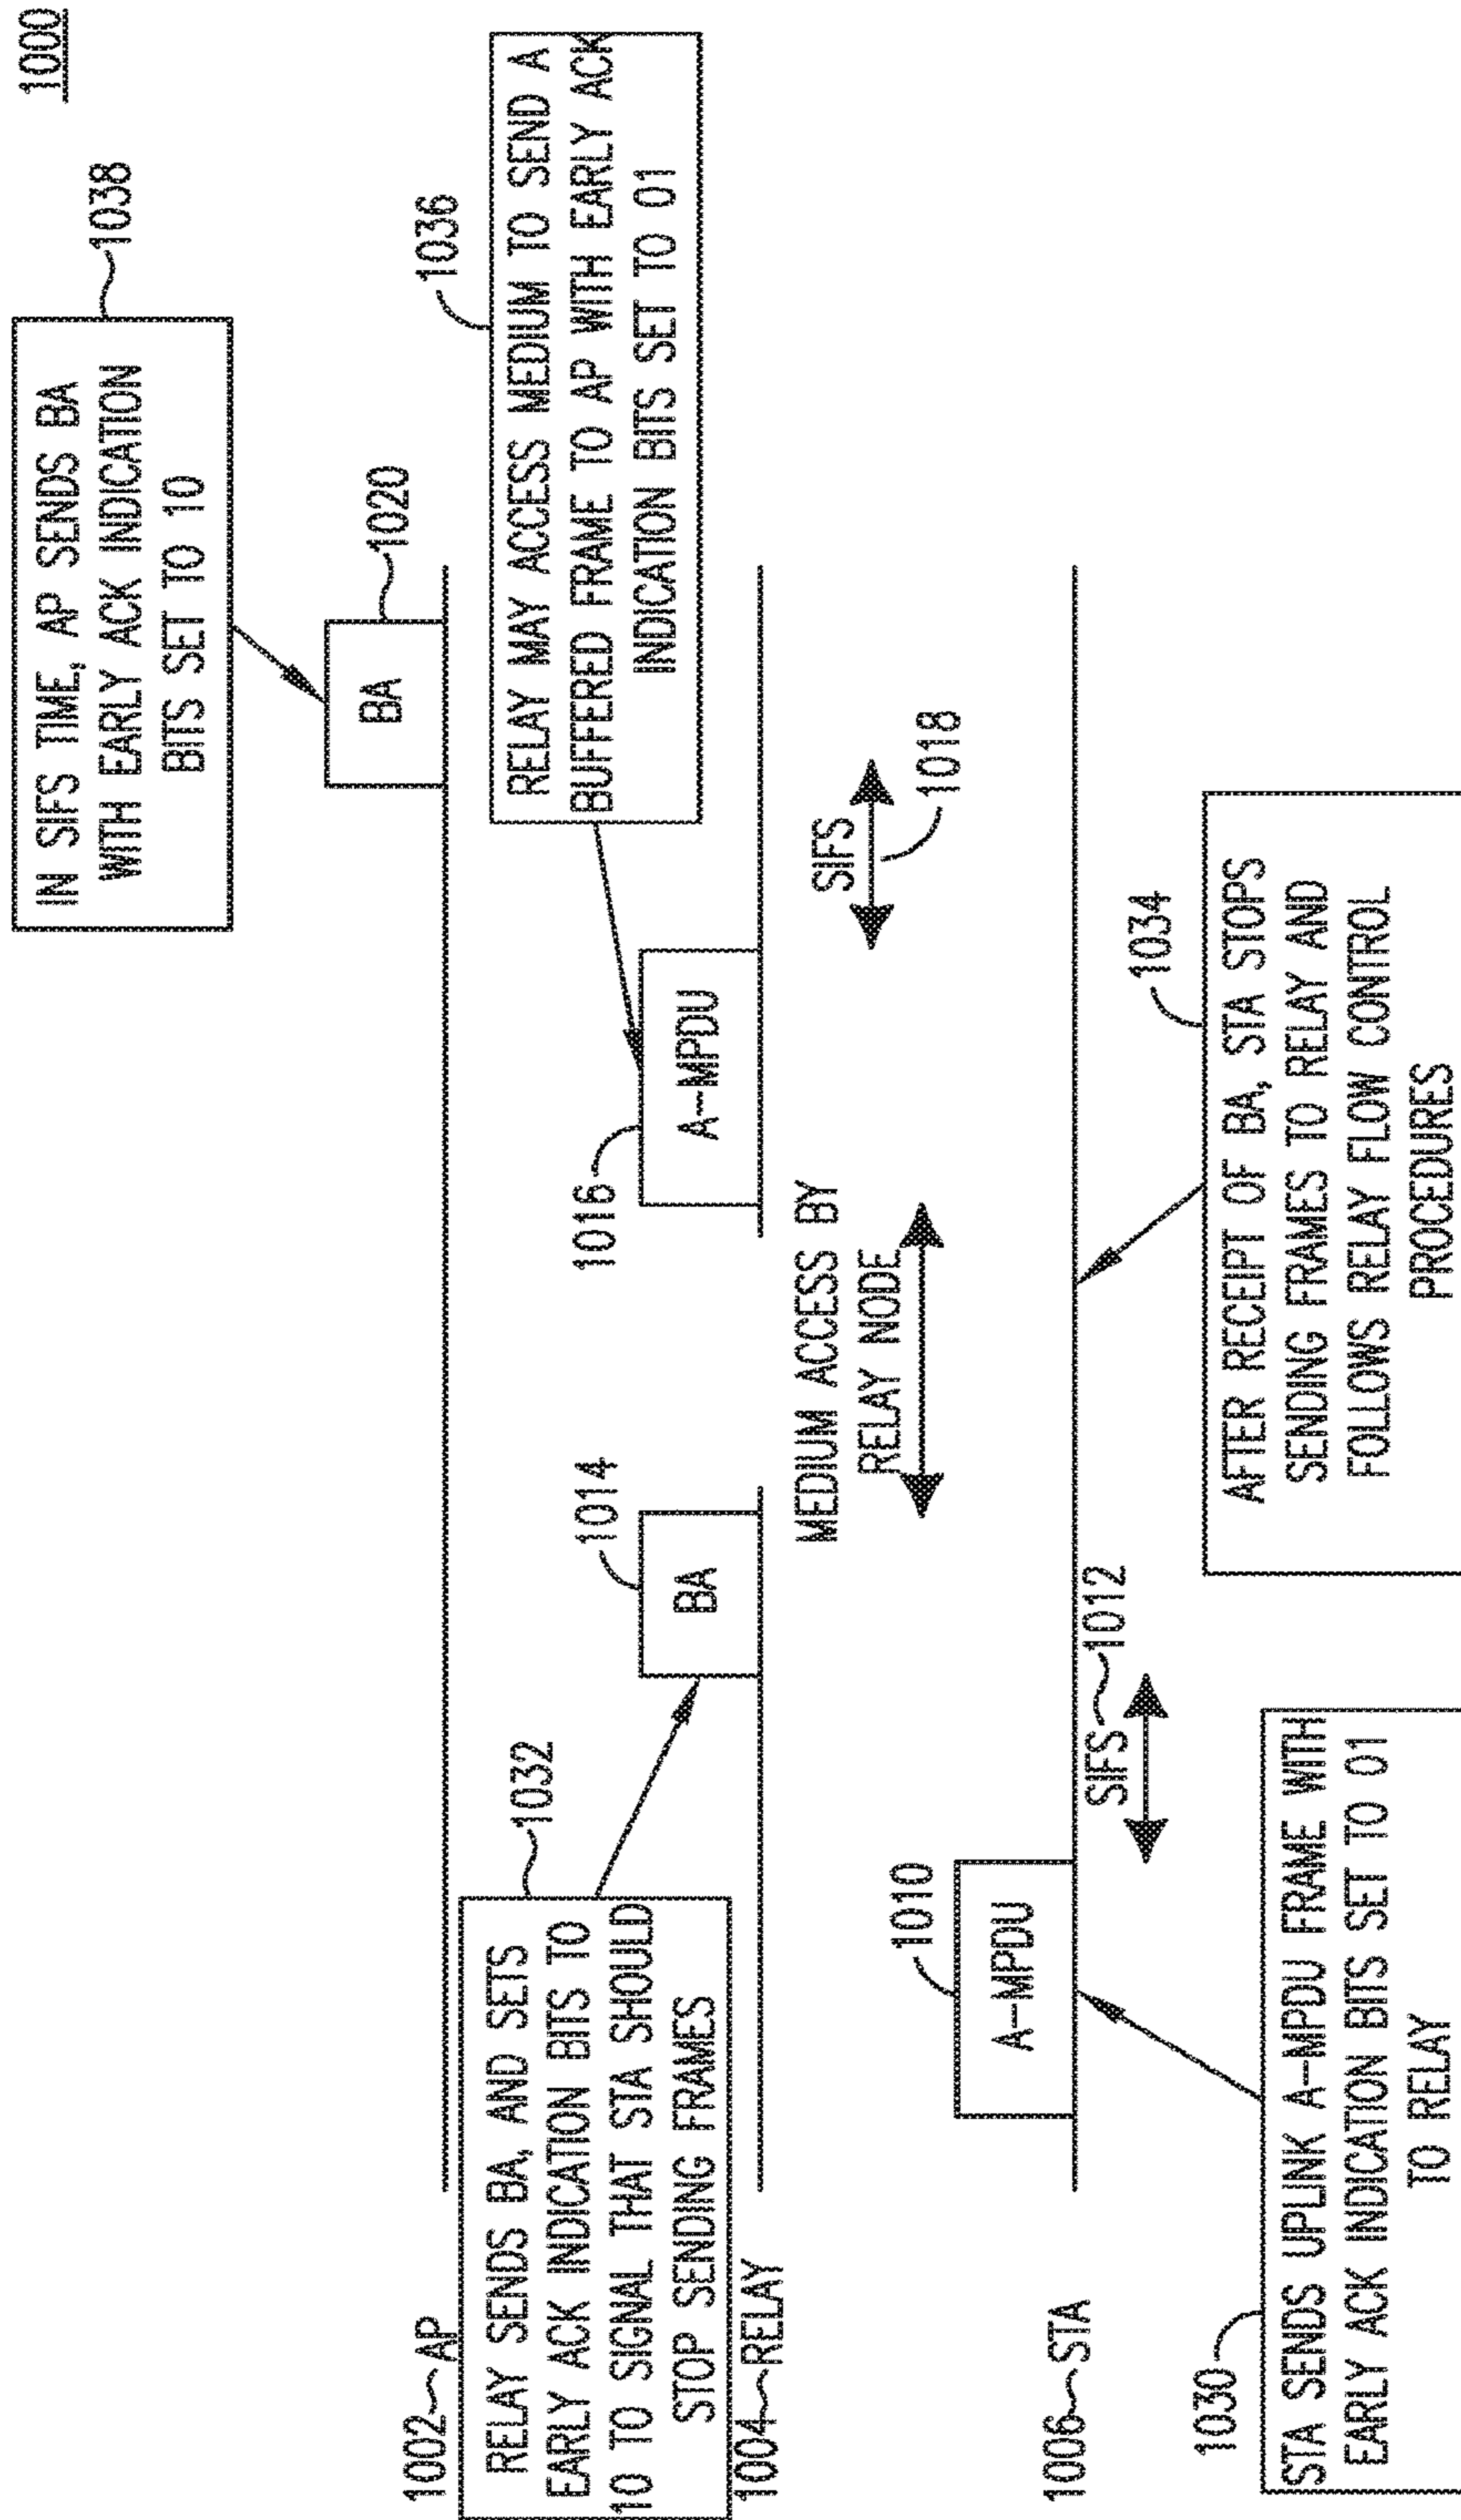 1000
IN SIFS TIME, AP SENDS BA
WITH EARLY ACK INDICATION
BITS SET TO 10
1038
BA
1020
1002 AP
RELAY SENDS BA, AND SETS
EARLY ACK INDICATION BITS TO
10 TO SIGNAL THAT STA SHOULD
STOP SENDING FRAMES
1032
RELAY MAY ACCESS MEDIUM TO SEND A
BUFFERED FRAME TO AP WITH EARLY ACK
INDICATION BITS SET TO 01
1036
1004 RELAY
BA
1014
A-MPDU
1016
MEDIUM ACCESS BY
RELAY NODE
SIFS
1018
1006 STA
A-MPDU
1010
SIFS
1012
STA SENDS UPLINK A-MPDU FRAME WITH
EARLY ACK INDICATION BITS SET TO 01
TO RELAY
1030
AFTER RECEIPT OF BA, STA STOPS
SENDING FRAMES TO RELAY AND
FOLLOWS RELAY FLOW CONTROL
PROCEDURES
1034